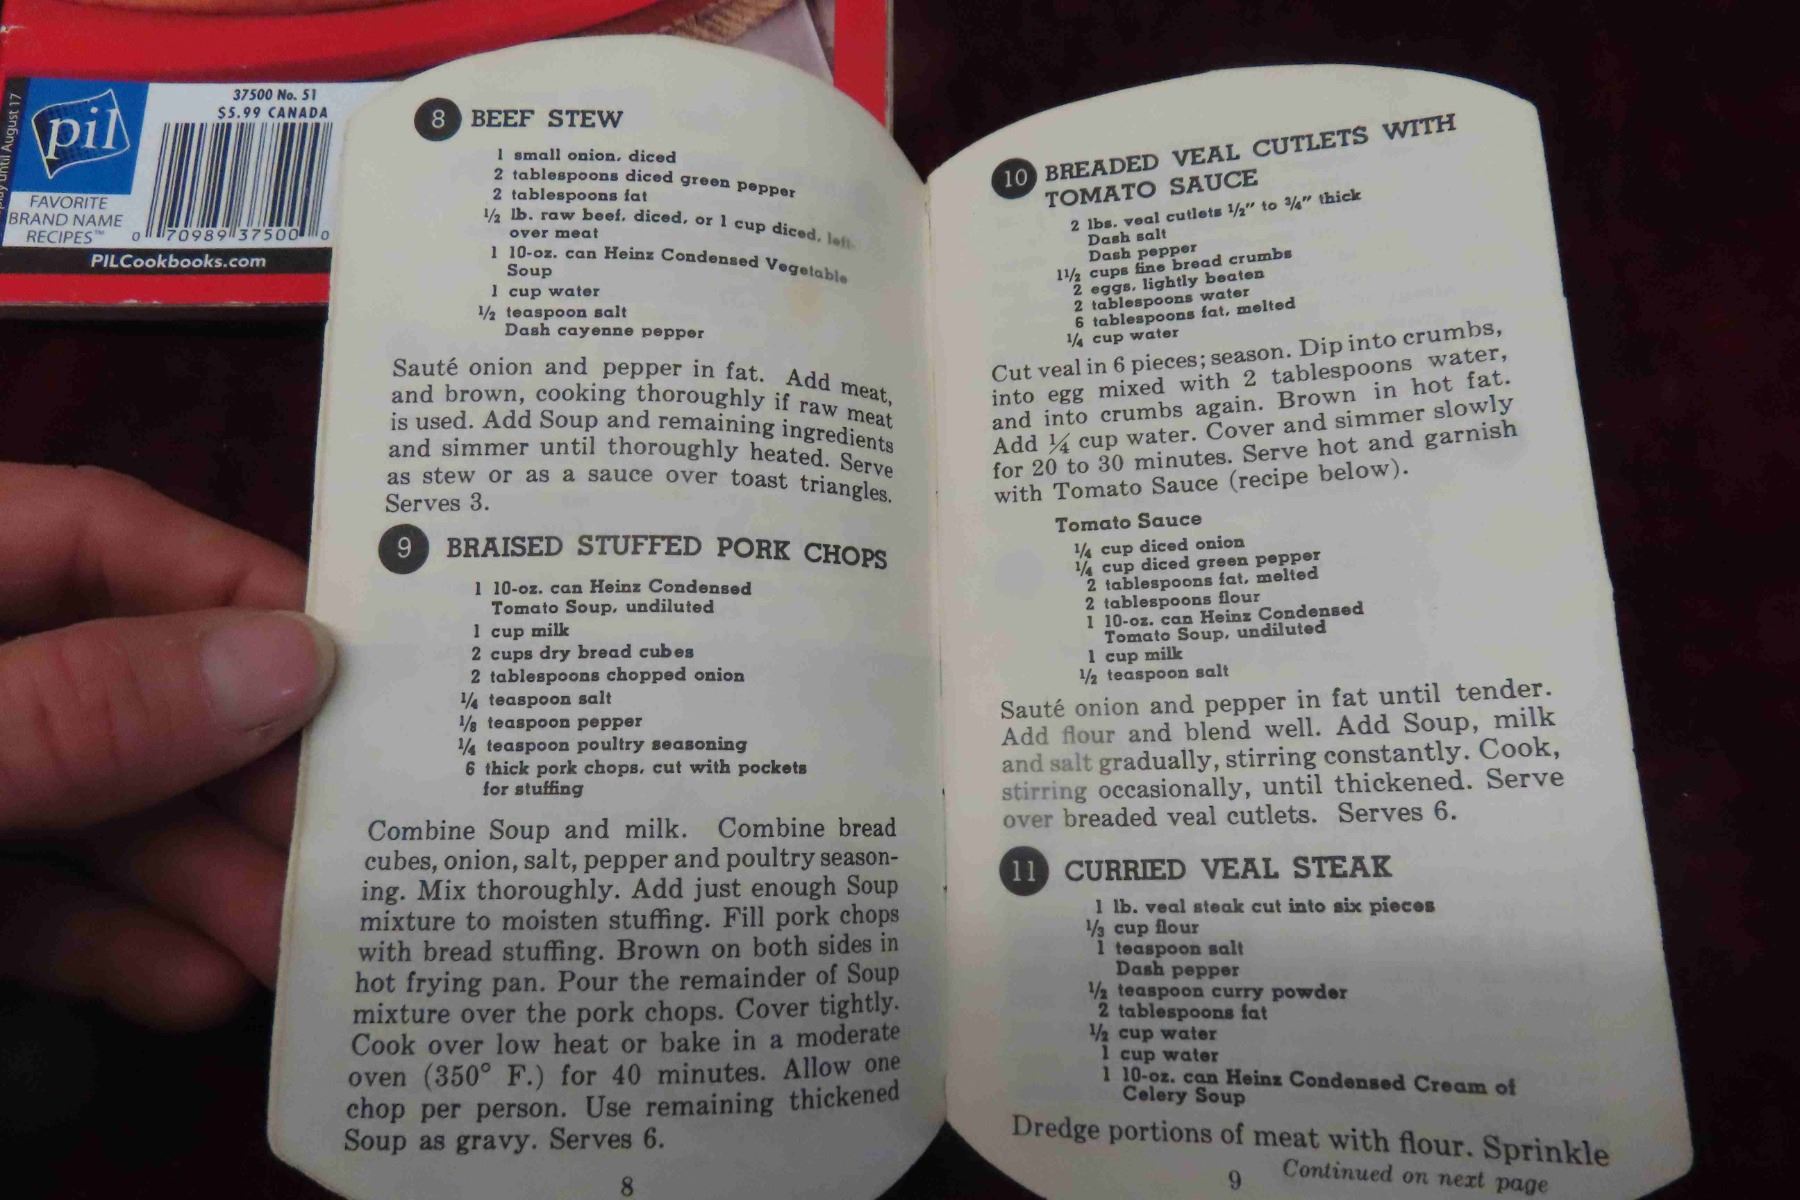 play until August 17
pil
FAVORITE
BRAND NAME
RECIPES™
37500 No. 51
$5.99 CANADA
0 70989 37500 0
PILCookbooks.com
8 BEEF STEW
1 small onion, diced
2 tablespoons diced green pepper
2 tablespoons fat
1/2 lb. raw beef, diced, or 1 cup diced, left-
over meat
1 10-oz. can Heinz Condensed Vegetable
Soup
1 cup water
1/2 teaspoon salt
Dash cayenne pepper
Sauté onion and pepper in fat. Add meat,
and brown, cooking thoroughly if raw meat
is used. Add Soup and remaining ingredients
and simmer until thoroughly heated. Serve
as stew or as a sauce over toast triangles.
Serves 3.
9 BRAISED STUFFED PORK CHOPS
1 10-oz. can Heinz Condensed
Tomato Soup, undiluted
1 cup milk
2 cups dry bread cubes
2 tablespoons chopped onion
1/4 teaspoon salt
1/8 teaspoon pepper
1/4 teaspoon poultry seasoning
6 thick pork chops, cut with pockets
for stuffing
Combine Soup and milk. Combine bread
cubes, onion, salt, pepper and poultry season-
ing. Mix thoroughly. Add just enough Soup
mixture to moisten stuffing. Fill pork chops
with bread stuffing. Brown on both sides in
hot frying pan. Pour the remainder of Soup
mixture over the pork chops. Cover tightly.
Cook over low heat or bake in a moderate
oven (350° F.) for 40 minutes. Allow one
chop per person. Use remaining thickened
Soup as gravy. Serves 6.
8
10 BREADED VEAL CUTLETS WITH
TOMATO SAUCE
2 lbs. veal cutlets 1/2" to 3/4" thick
Dash salt
Dash pepper
1 1/2 cups fine bread crumbs
2 eggs, lightly beaten
2 tablespoons water
6 tablespoons fat, melted
1/4 cup water
Cut veal in 6 pieces; season. Dip into crumbs,
into egg mixed with 2 tablespoons water,
and into crumbs again. Brown in hot fat.
Add 1/4 cup water. Cover and simmer slowly
for 20 to 30 minutes. Serve hot and garnish
with Tomato Sauce (recipe below).
Tomato Sauce
1/4 cup diced onion
1/4 cup diced green pepper
2 tablespoons fat, melted
2 tablespoons flour
1 10-oz. can Heinz Condensed
Tomato Soup, undiluted
1 cup milk
1/2 teaspoon salt
Sauté onion and pepper in fat until tender.
Add flour and blend well. Add Soup, milk
and salt gradually, stirring constantly. Cook,
stirring occasionally, until thickened. Serve
over breaded veal cutlets. Serves 6.
11 CURRIED VEAL STEAK
1 lb. veal steak cut into six pieces
1/3 cup flour
1 teaspoon salt
Dash pepper
1/2 teaspoon curry powder
2 tablespoons fat
1/2 cup water
1 cup water
1 10-oz. can Heinz Condensed Cream of
Celery Soup
Dredge portions of meat with flour. Sprinkle
Continued on next page
9